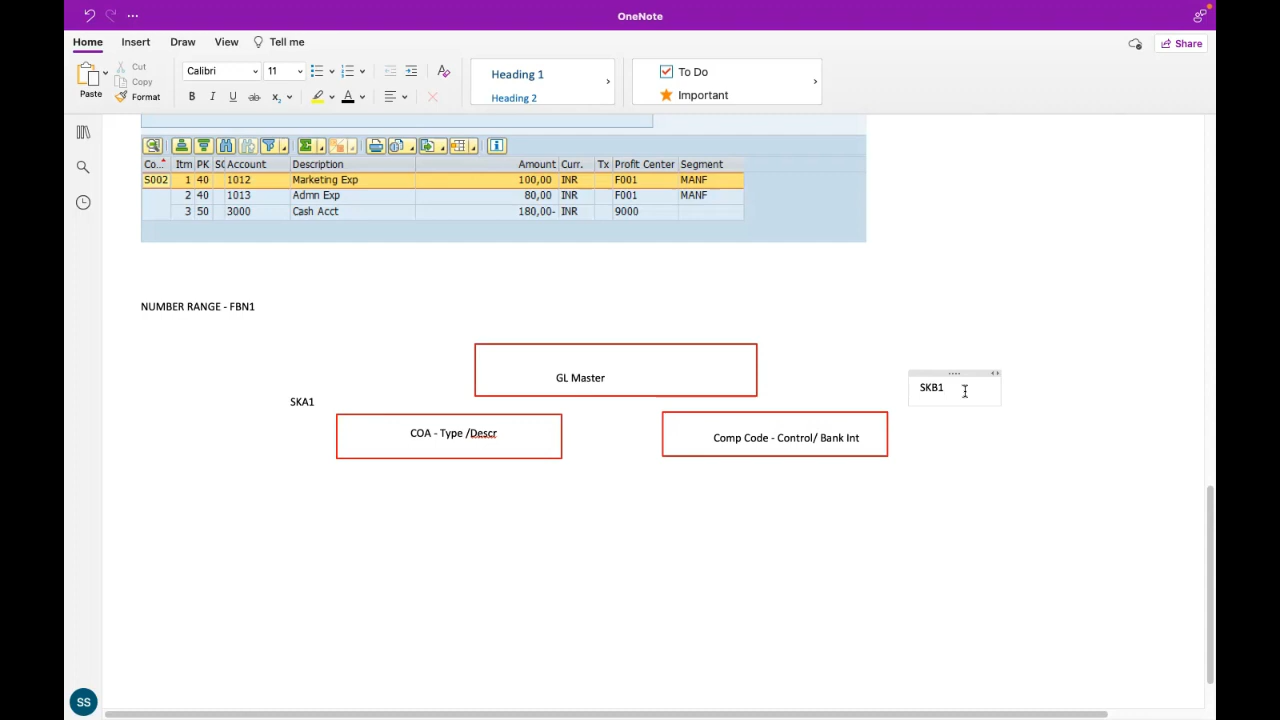 OneNote
Home Insert Draw View Tell me Share
Paste Cut Copy Format
Calibri 11
B I U ab x₂ A
Heading 1
Heading 2
To Do
Important
Co... Itm PK Account Description Amount Curr. Tx Profit Center Segment
S002 1 40 1012 Marketing Exp 100,00 INR F001 MANF
2 40 1013 Admn Exp 80,00 INR F001 MANF
3 50 3000 Cash Acct 180,00- INR 9000
NUMBER RANGE - FBN1
GL Master
SKB1
SKA1
COA - Type /Descr
Comp Code - Control/ Bank Int
SS